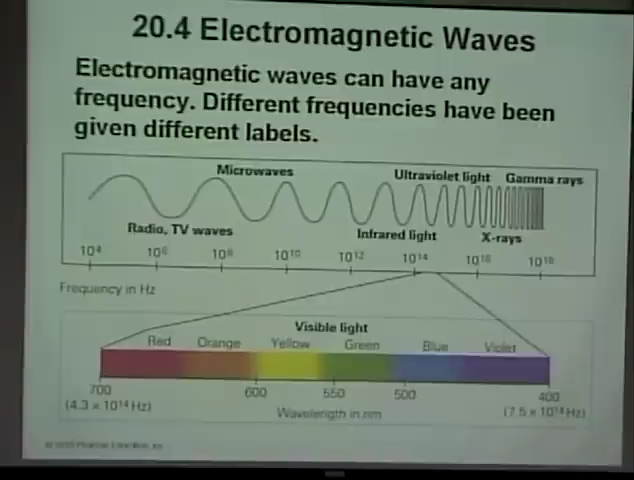 20.4 Electromagnetic Waves
Electromagnetic waves can have any
frequency. Different frequencies have been
given different labels.
Microwaves
Ultraviolet light
Gamma rays
Radio, TV waves
Infrared light
X-rays
10⁴ 10⁶ 10⁸ 10¹⁰ 10¹² 10¹⁴ 10¹⁶ 10¹⁸
Frequency in Hz
Visible light
Red Orange Yellow Green Blue Violet
700 600 550 500 400
(4.3 x 10¹⁴ Hz) Wavelength in nm (7.5 x 10¹⁴ Hz)